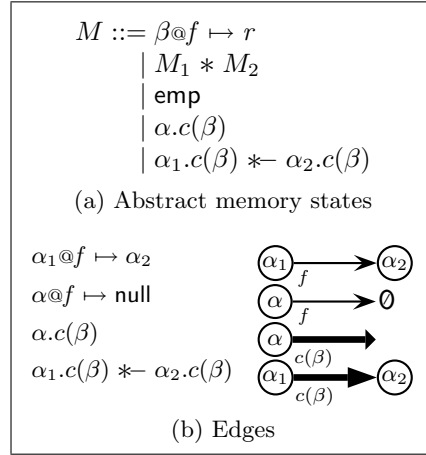 M ::= β@f ↦ r
| M₁ * M₂
| emp
| α.c(β)
| α₁.c(β) *− α₂.c(β)
(a) Abstract memory states
α₁@f ↦ α₂ α₁ f α₂
α@f ↦ null α f ∅
α.c(β) α c(β)
α₁.c(β) *− α₂.c(β) α₁ c(β) α₂
(b) Edges